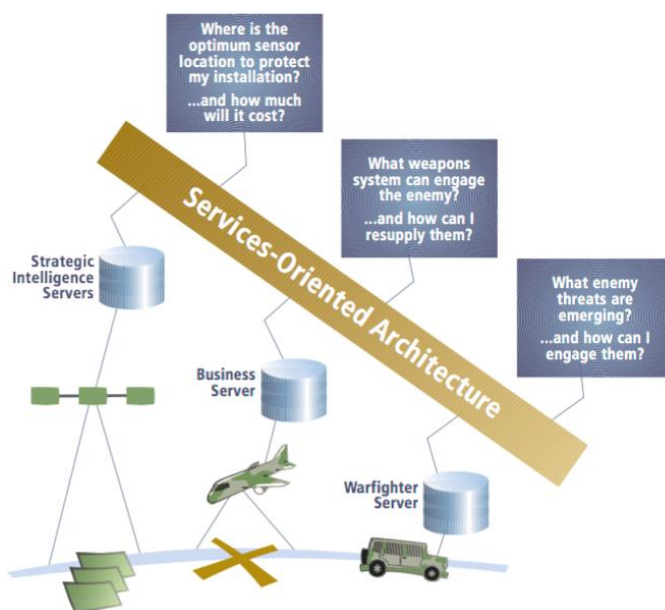 Where is the
optimum sensor
location to protect
my installation?
...and how much
will it cost?
What weapons
system can engage
the enemy?
...and how can I
resupply them?
What enemy
threats are
emerging?
...and how can I
engage them?
Services-Oriented Architecture
Strategic
Intelligence
Servers
Business
Server
Warfighter
Server